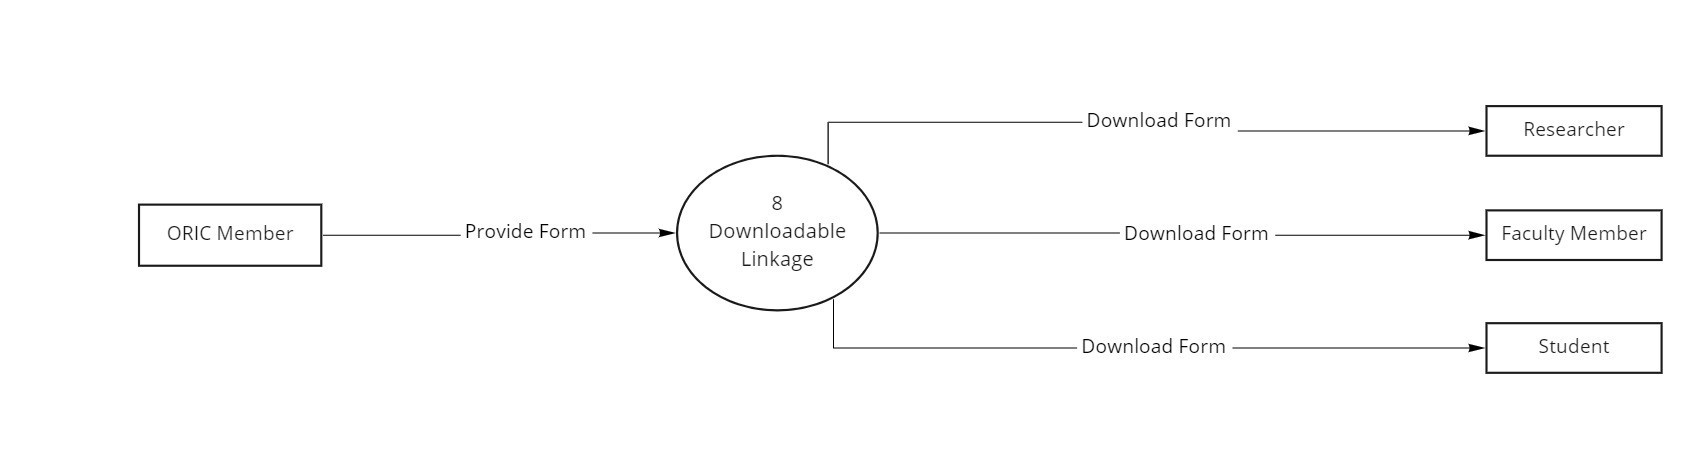 ORIC Member
Provide Form
8
Downloadable
Linkage
Download Form
Researcher
Download Form
Faculty Member
Download Form
Student